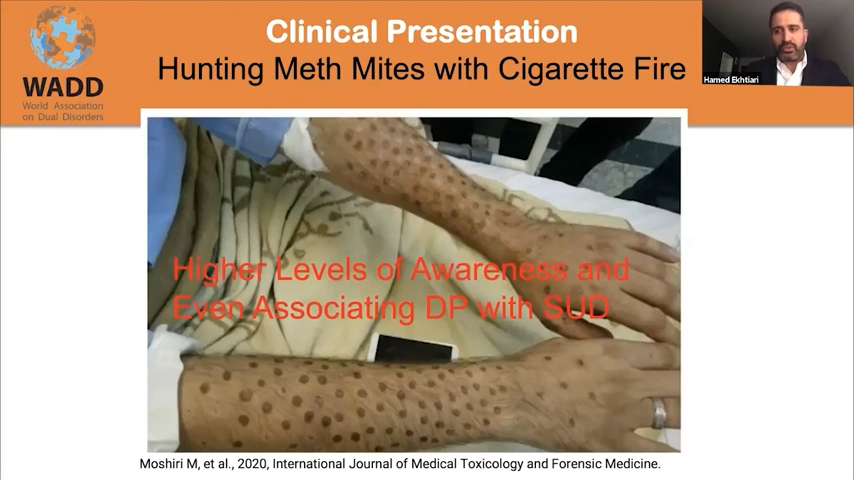 Clinical Presentation
Hunting Meth Mites with Cigarette Fire
WADD
World Association
on Dual Disorders
Hamed Ekhtiari
Higher Levels of Awareness and
Even Associating DP with SUD
Moshiri M, et al., 2020, International Journal of Medical Toxicology and Forensic Medicine.